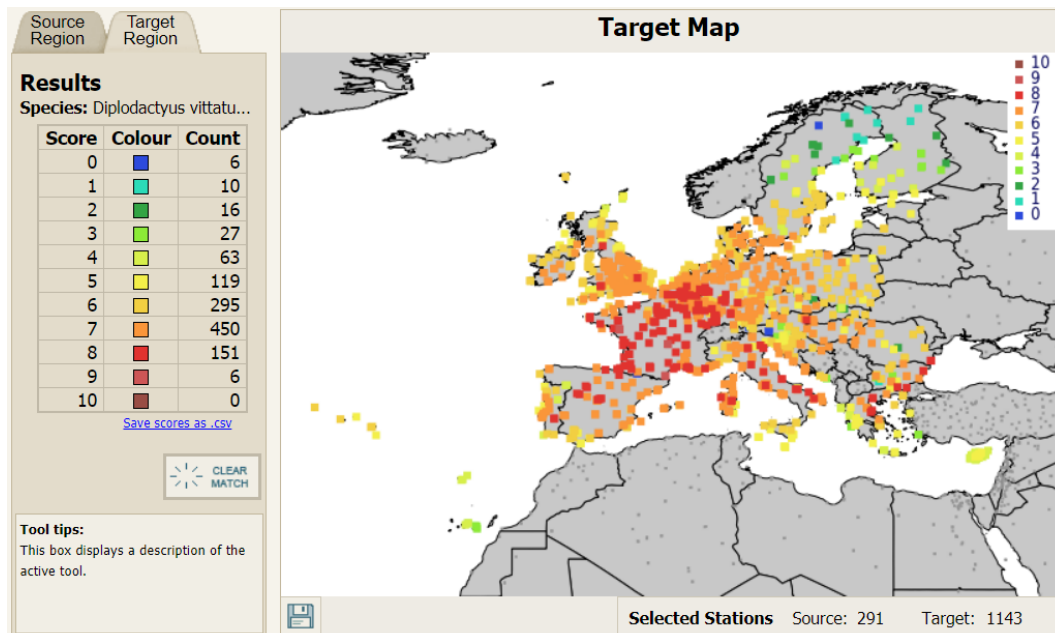 Source Region
Target Region
Target Map
Results
Species: Diplodactyus vittatu...
Score Colour Count
0 6
1 10
2 16
3 27
4 63
5 119
6 295
7 450
8 151
9 6
10 0
Save scores as .csv
CLEAR
MATCH
Tool tips:
This box displays a description of the
active tool.
10
9
8
7
6
5
4
3
2
1
0
Selected Stations Source: 291 Target: 1143